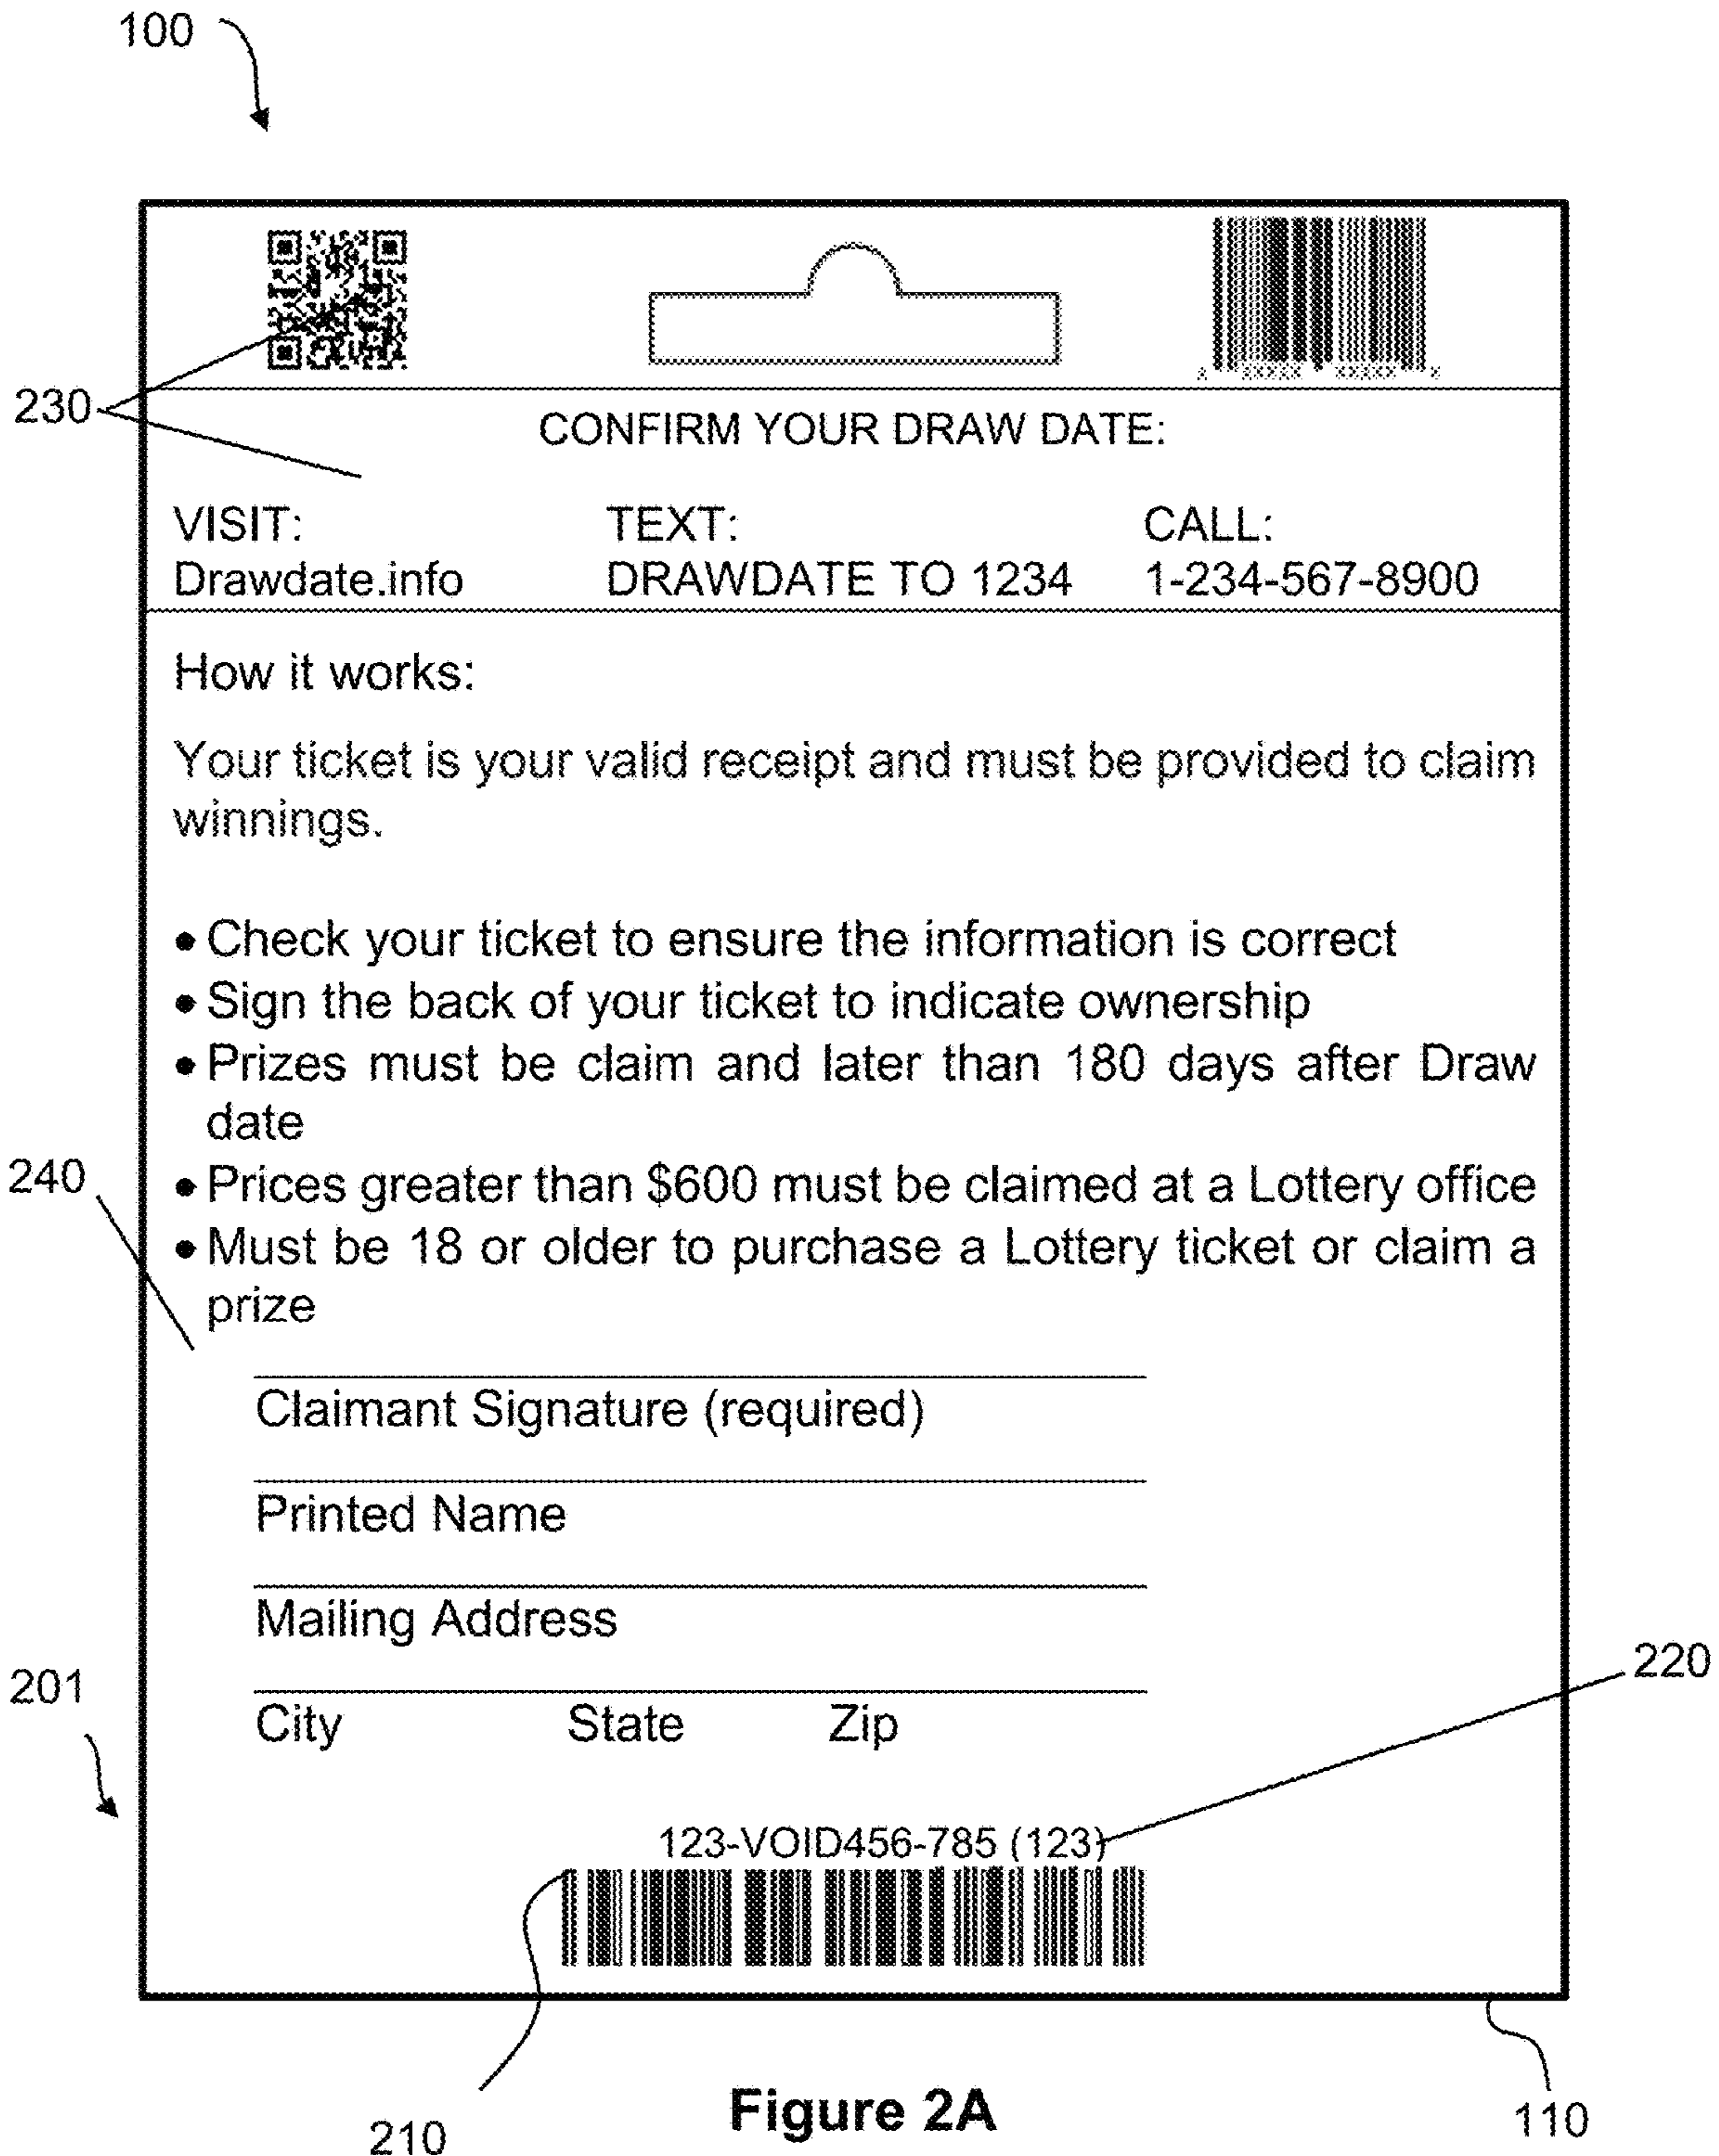 100
230
CONFIRM YOUR DRAW DATE:
VISIT: TEXT: CALL:
Drawdate.info DRAWDATE TO 1234 1-234-567-8900
How it works:
Your ticket is your valid receipt and must be provided to claim
winnings.
• Check your ticket to ensure the information is correct
• Sign the back of your ticket to indicate ownership
• Prizes must be claim and later than 180 days after Draw
date
240
• Prices greater than $600 must be claimed at a Lottery office
• Must be 18 or older to purchase a Lottery ticket or claim a
prize
Claimant Signature (required)
Printed Name
Mailing Address
220
201
City State Zip
123-VOID456-785 (123)
210
Figure 2A
110